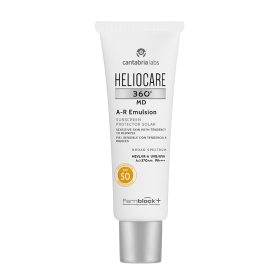 cantabria labs
HELIOCARE
360°
MD
A-R Emulsion
SUNSCREEN
PROTECTOR SOLAR
SENSITIVE SKIN WITH TENDENCY
TO REDNESS
PIEL SENSIBLE CON TENDENCIA A
ROJECES
BROAD SPECTRUM
SPF
50
Fernblock+